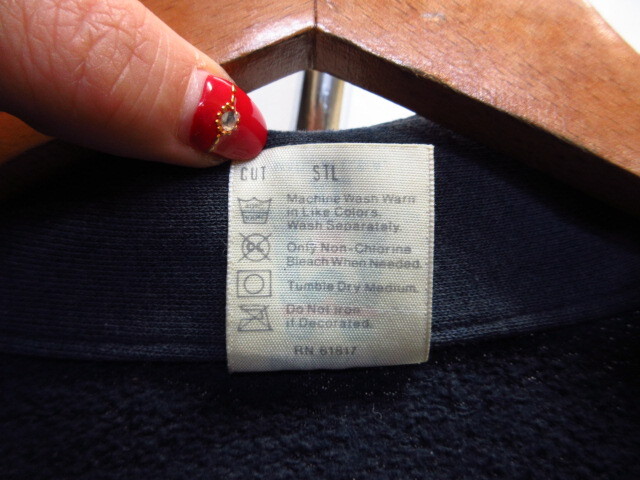 CUT STL
Machine Wash Warm
in Like Colors.
Wash Separately.
Only Non-Chlorine
Bleach When Needed.
Tumble Dry Medium.
Do Not Iron
if Decorated.
RN 61817